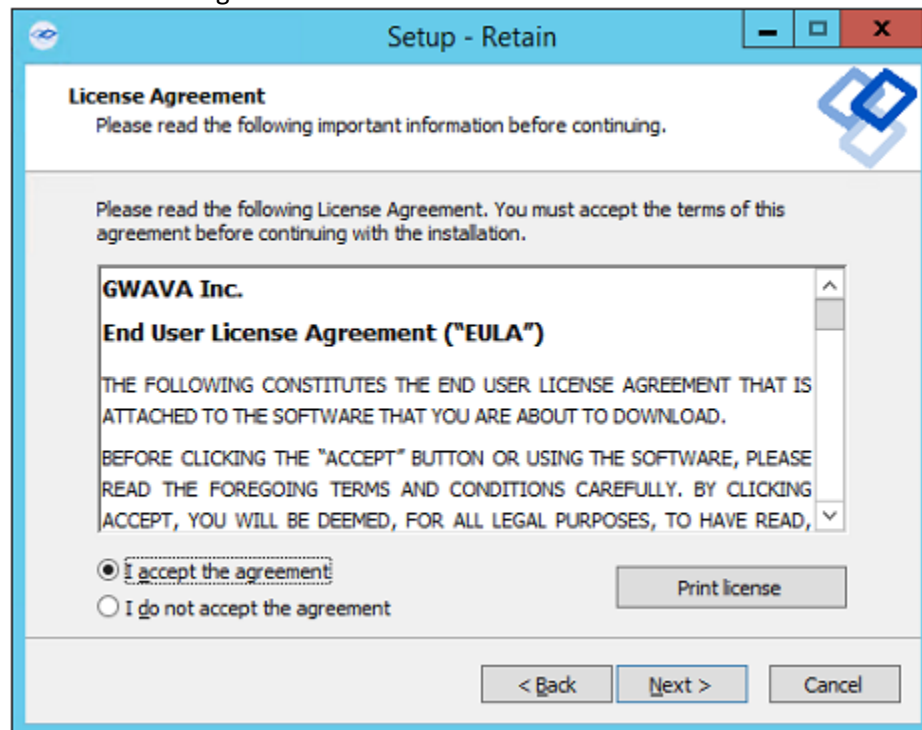 Setup - Retain
License Agreement
Please read the following important information before continuing.
Please read the following License Agreement. You must accept the terms of this
agreement before continuing with the installation.
GWAVA Inc.
End User License Agreement (“EULA”)
THE FOLLOWING CONSTITUTES THE END USER LICENSE AGREEMENT THAT IS
ATTACHED TO THE SOFTWARE THAT YOU ARE ABOUT TO DOWNLOAD.
BEFORE CLICKING THE “ACCEPT” BUTTON OR USING THE SOFTWARE, PLEASE
READ THE FOREGOING TERMS AND CONDITIONS CAREFULLY. BY CLICKING
ACCEPT, YOU WILL BE DEEMED, FOR ALL LEGAL PURPOSES, TO HAVE READ,
I accept the agreement
Print license
I do not accept the agreement
< Back
Next >
Cancel